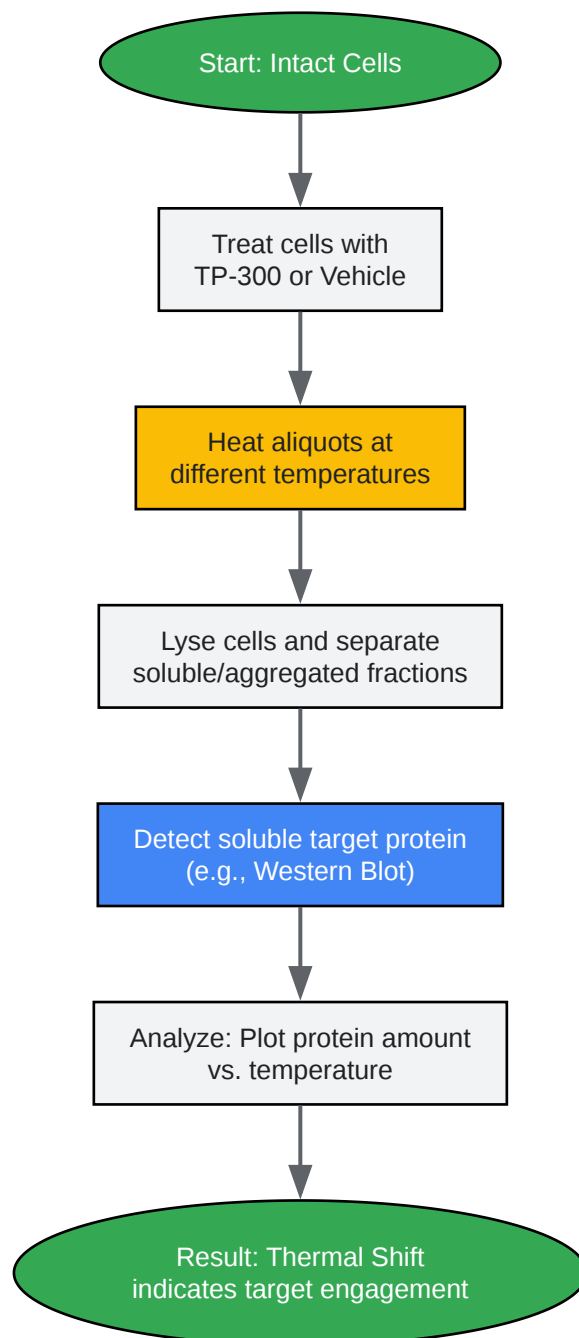 Start: Intact Cells
Treat cells with
TP-300 or Vehicle
Heat aliquots at
different temperatures
Lyse cells and separate
soluble/aggregated fractions
Detect soluble target protein
(e.g., Western Blot)
Analyze: Plot protein amount
vs. temperature
Result: Thermal Shift
indicates target engagement